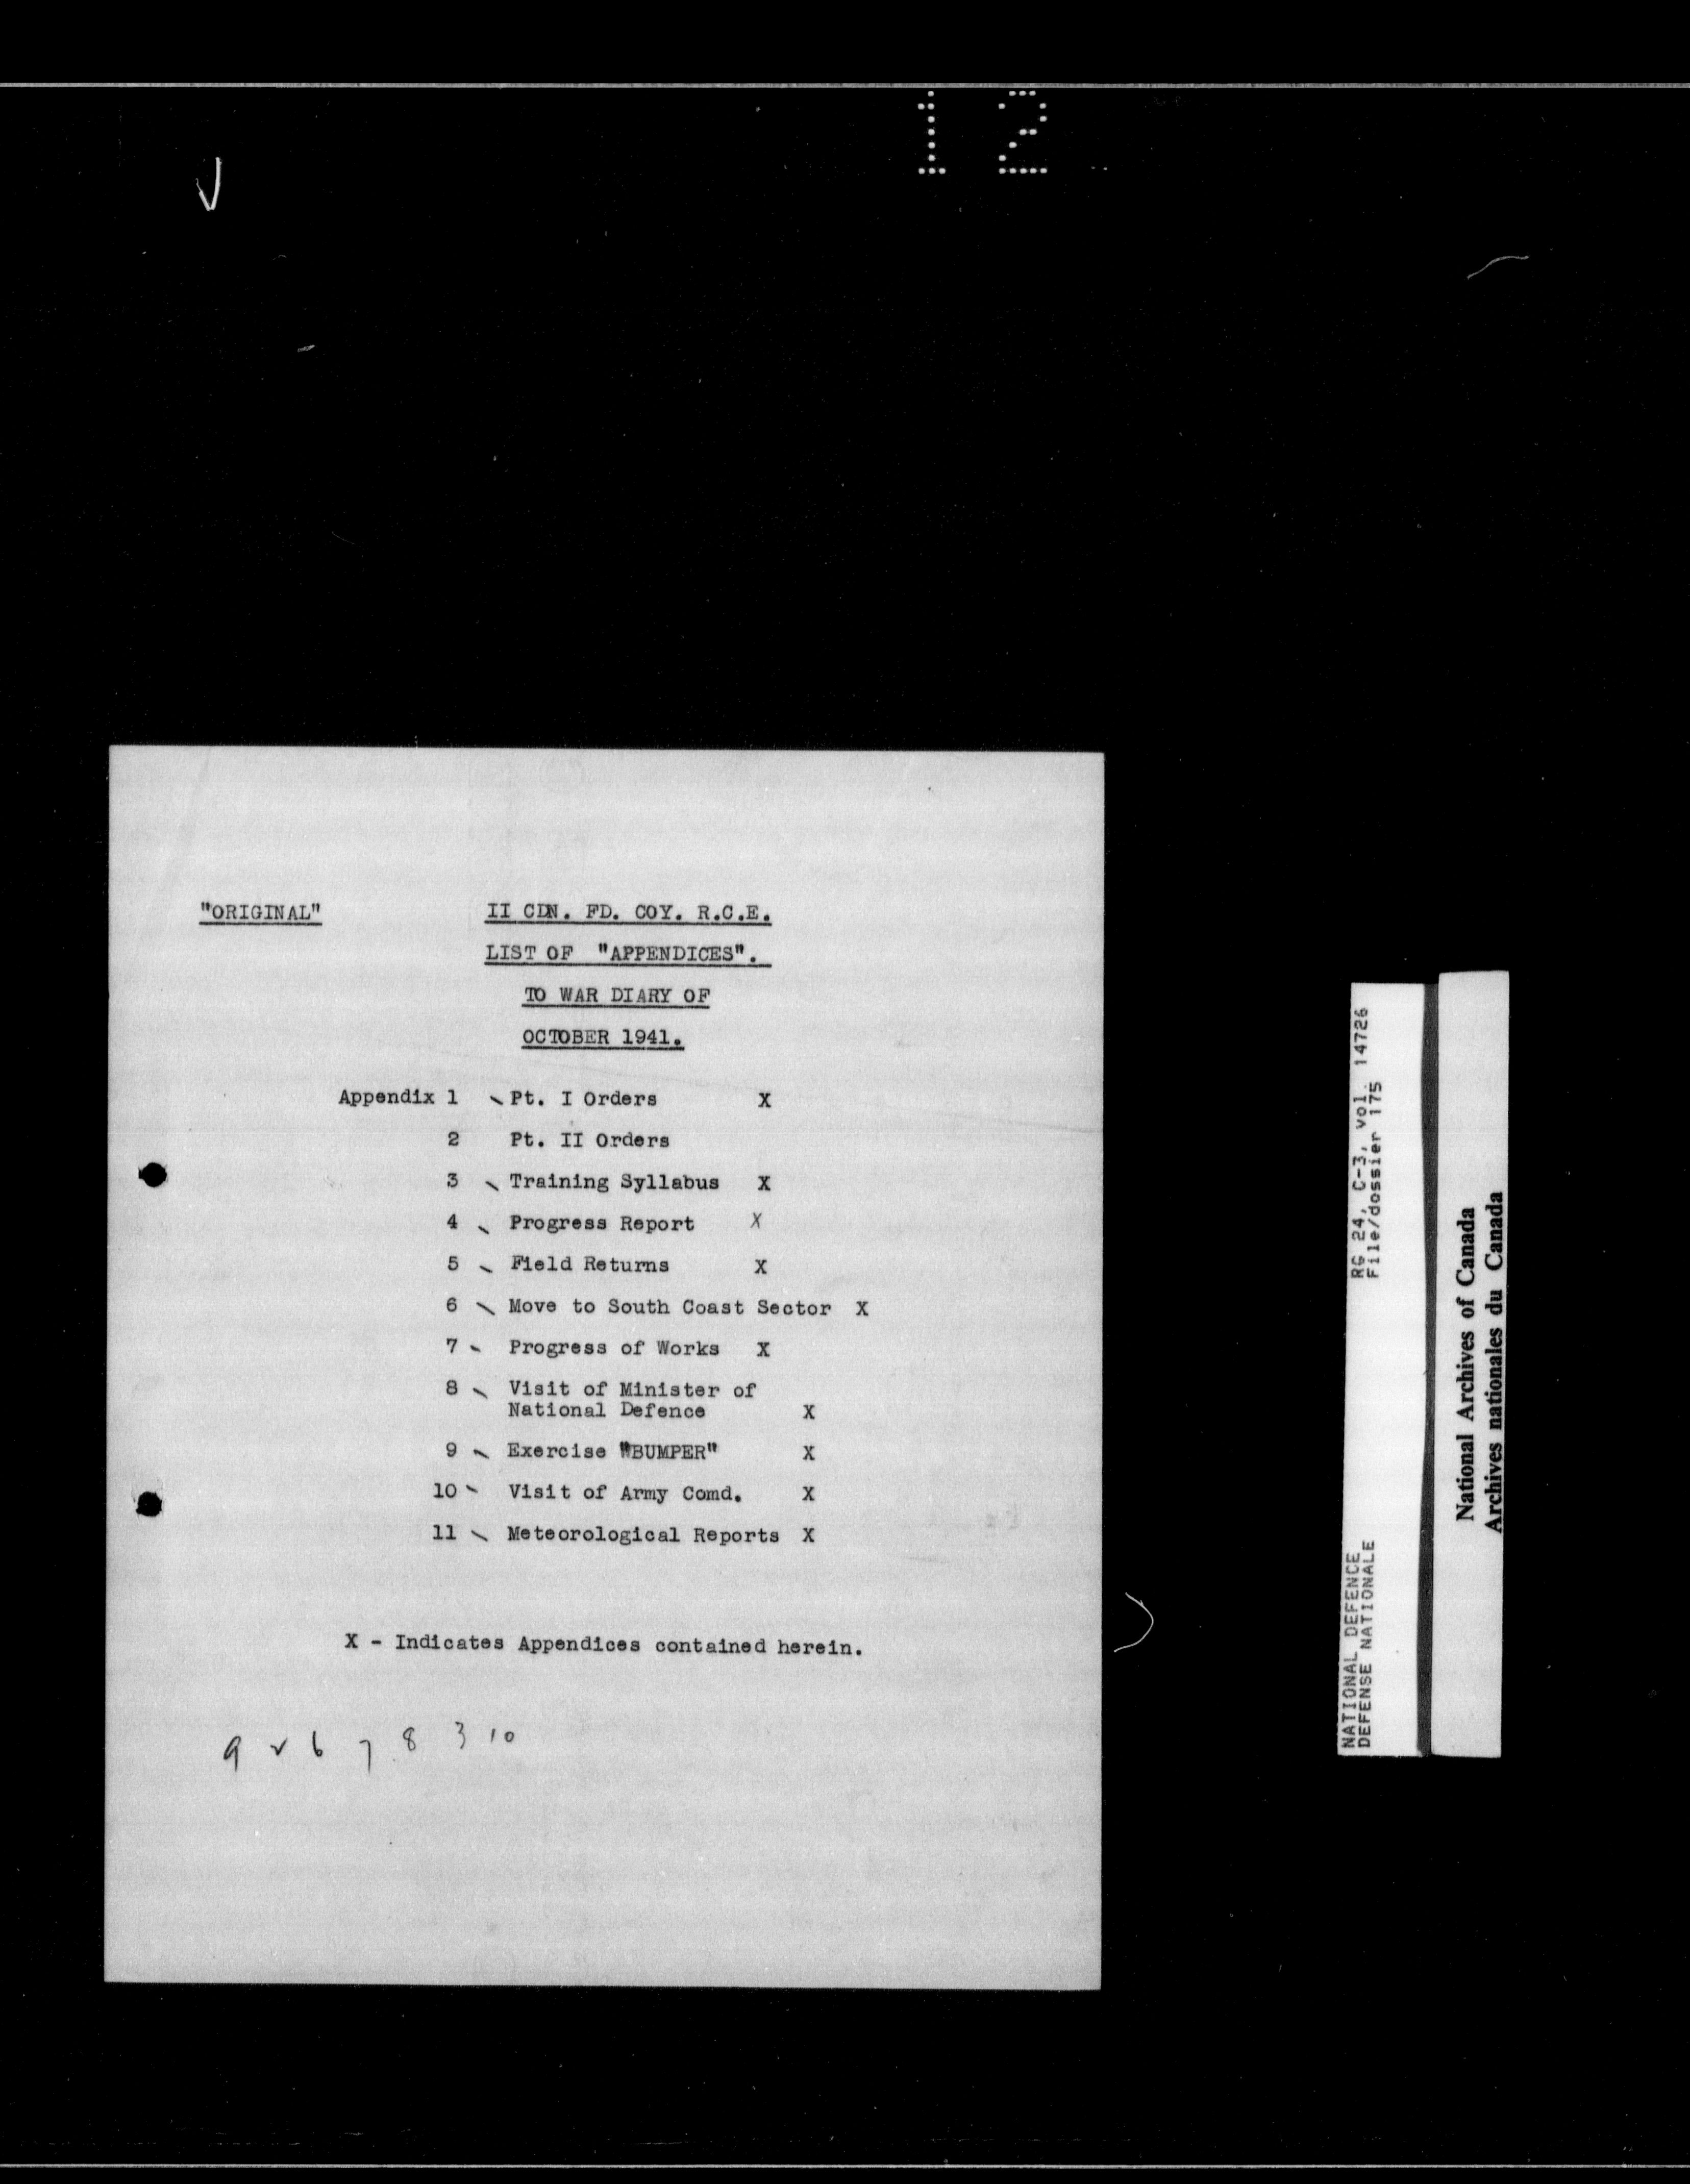 12
"ORIGINAL" II CDN. FD. COY. R.C.E.
LIST OF "APPENDICES".
TO WAR DIARY OF
OCTOBER 1941.
Appendix 1 Pt. I Orders X
2 Pt. II Orders
3 Training Syllabus X
4 Progress Report X
5 Field Returns X
6 Move to South Coast Sector X
7 Progress of Works X
8 Visit of Minister of
National Defence X
9 Exercise "BUMPER" X
10 Visit of Army Comd. X
11 Meteorological Reports X
X - Indicates Appendices contained herein.
9 v 6 7 8 3 10
NATIONAL DEFENCE RG 24, C-3, vol. 14726
DEFENSE NATIONALE File/dossier 175
National Archives of Canada
Archives nationales du Canada